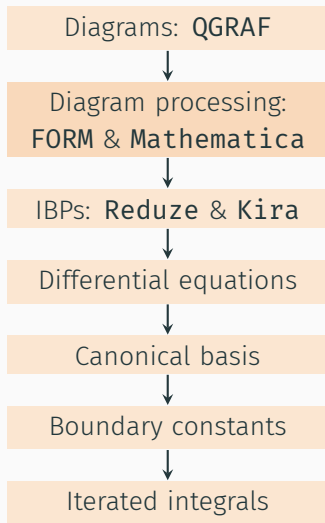 Diagrams: QGRAF
Diagram processing:
FORM & Mathematica
IBPs: Reduze & Kira
Differential equations
Canonical basis
Boundary constants
Iterated integrals